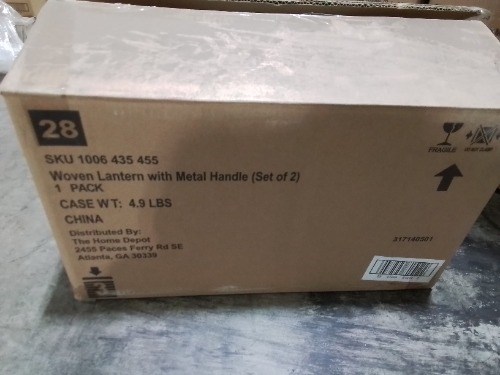 28
SKU 1006 435 455
Woven Lantern with Metal Handle (Set of 2)
1 PACK
CASE WT: 4.9 LBS
CHINA
Distributed By:
The Home Depot
2455 Paces Ferry Rd SE
Atlanta, GA 30339
3
FRAGILE